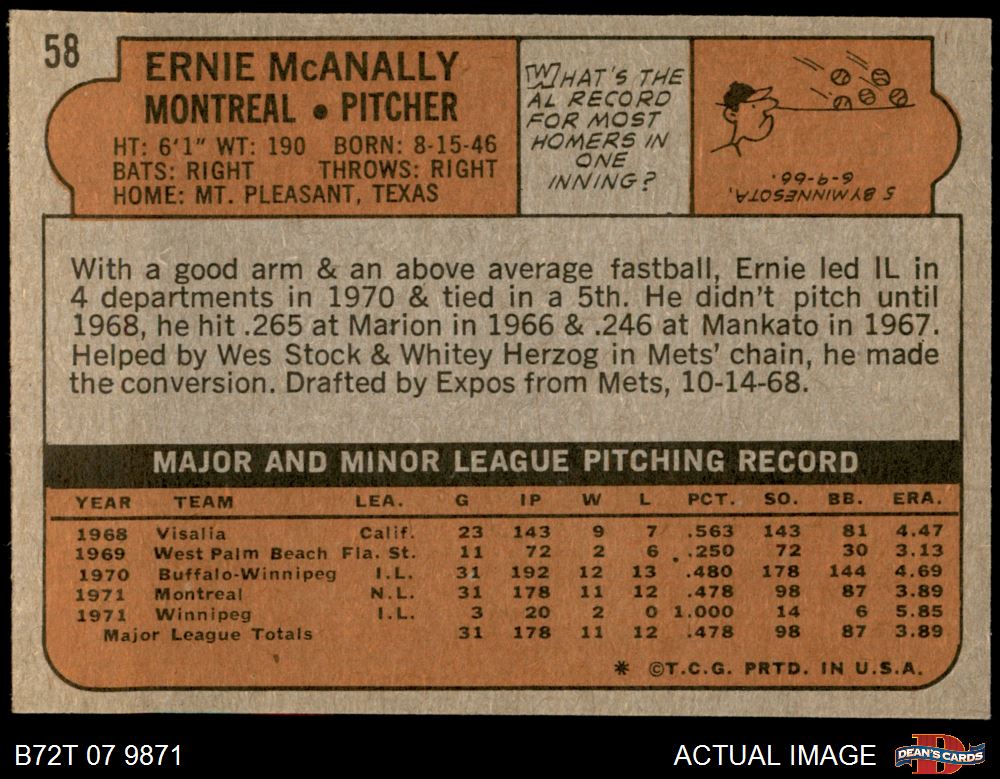 58
ERNIE McANALLY
MONTREAL • PITCHER
HT: 6'1" WT: 190 BORN: 8-15-46
BATS: RIGHT THROWS: RIGHT
HOME: MT. PLEASANT, TEXAS
WHAT'S THE
AL RECORD
FOR MOST
HOMERS IN
ONE
INNING?
5 BY MINNESOTA,
6-9-66.
With a good arm & an above average fastball, Ernie led IL in
4 departments in 1970 & tied in a 5th. He didn't pitch until
1968, he hit .265 at Marion in 1966 & .246 at Mankato in 1967.
Helped by Wes Stock & Whitey Herzog in Mets' chain, he made
the conversion. Drafted by Expos from Mets, 10-14-68.
MAJOR AND MINOR LEAGUE PITCHING RECORD
YEAR TEAM LEA. G IP W L PCT. SO. BB. ERA.
1968 Visalia Calif. 23 143 9 7 .563 143 81 4.47
1969 West Palm Beach Fla. St. 11 72 2 6 .250 72 30 3.13
1970 Buffalo-Winnipeg I.L. 31 192 12 13 .480 178 144 4.69
1971 Montreal N.L. 31 178 11 12 .478 98 87 3.89
1971 Winnipeg I.L. 3 20 2 0 1.000 14 6 5.85
Major League Totals 31 178 11 12 .478 98 87 3.89
* ©T.C.G. PRTD. IN U.S.A.
B72T 07 9871
ACTUAL IMAGE
DEAN'S CARDS